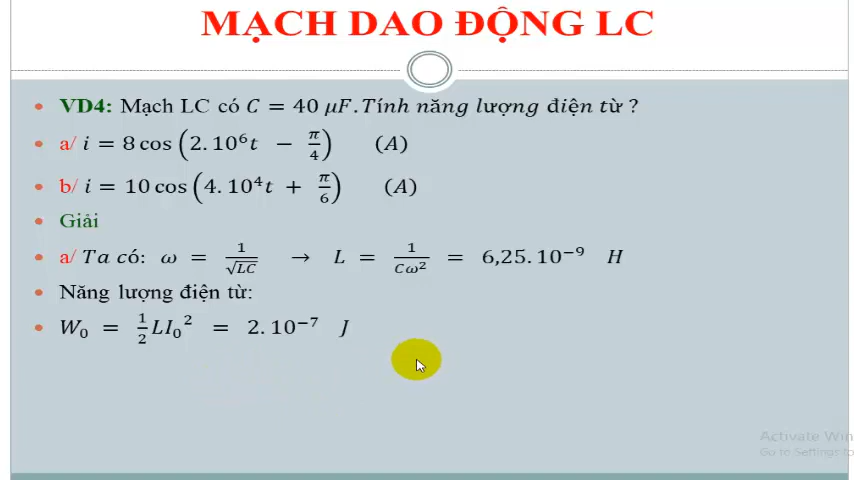 MẠCH DAO ĐỘNG LC
• VD4: Mạch LC có C = 40 μF. Tính năng lượng điện từ ?
• a/ i = 8 cos (2. 10⁶t − π/4) (A)
• b/ i = 10 cos (4. 10⁴t + π/6) (A)
• Giải
• a/ Ta có: ω = 1/√LC → L = 1/Cω² = 6,25. 10⁻⁹ H
• Năng lượng điện từ:
• W₀ = 1/2 LI₀² = 2. 10⁻⁷ J
Activate Win
Go to Settings to